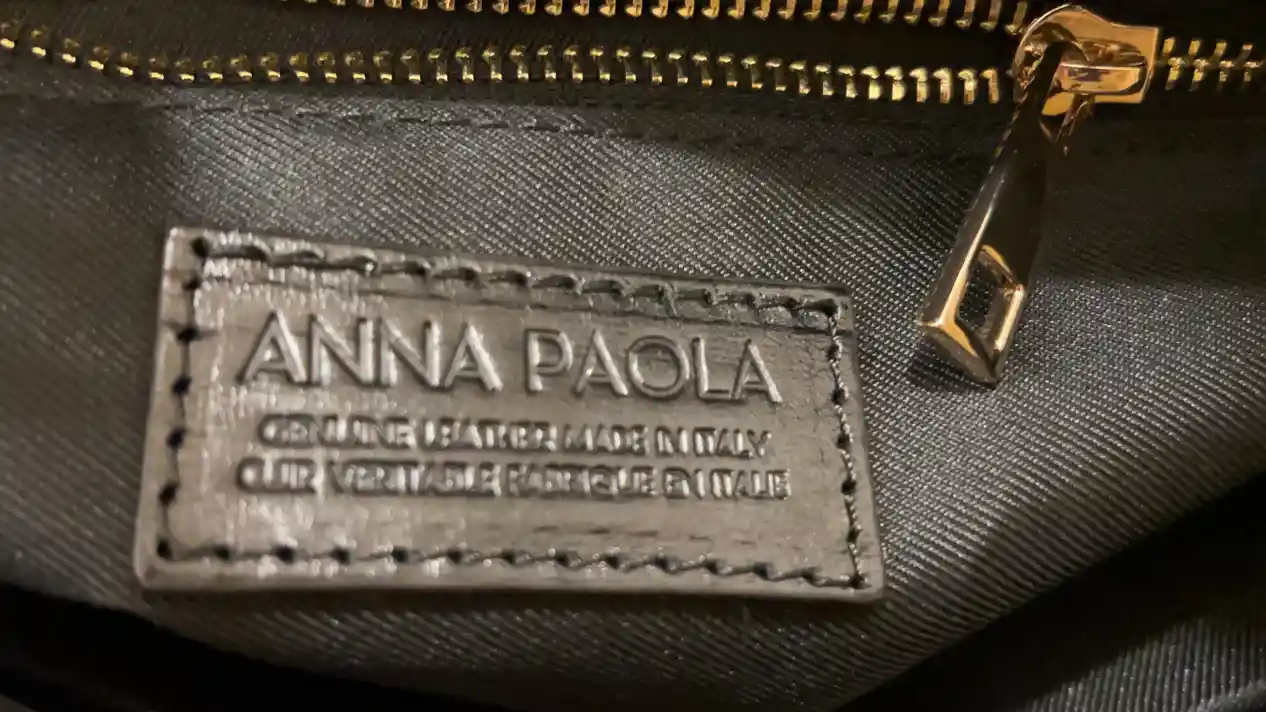 ANNA PAOLA
GENUINE LEATHER MADE IN ITALY
CUIR VERITABLE FABRIQUE EN ITALIE